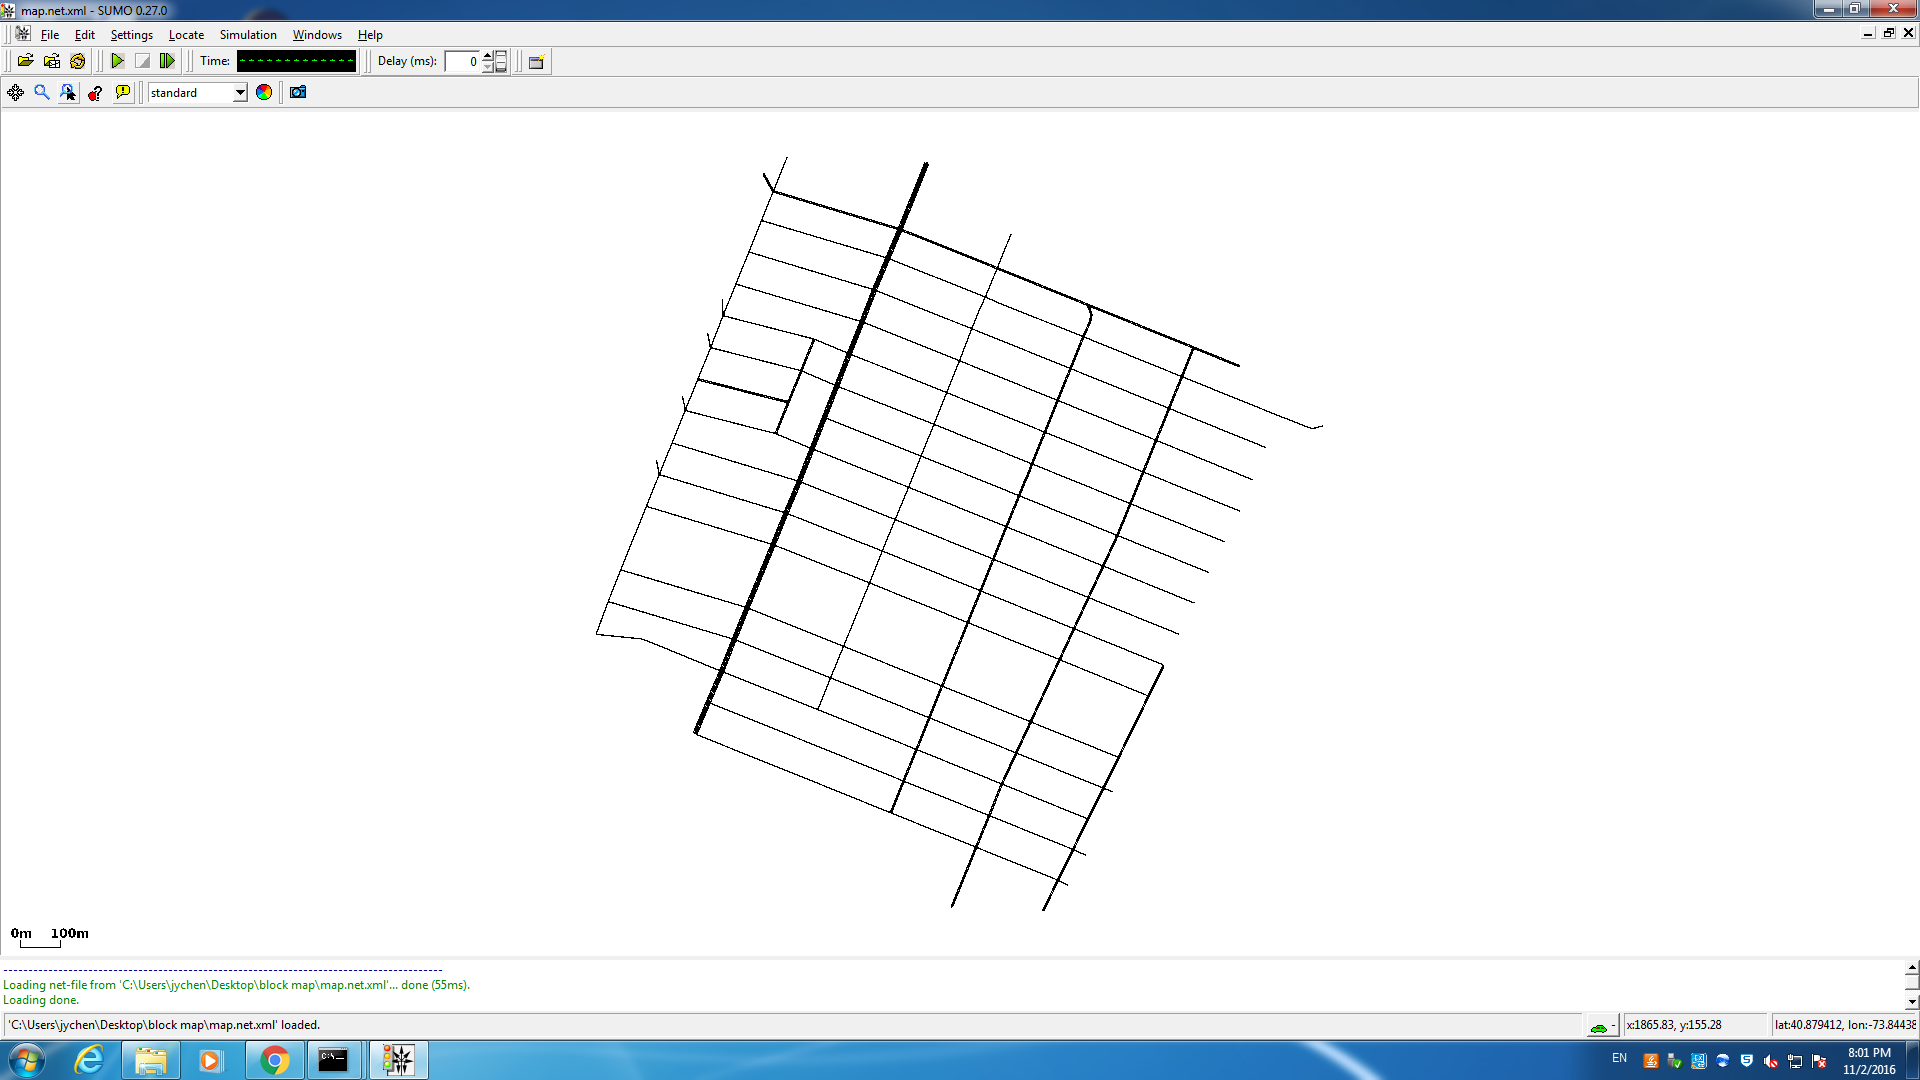 map.net.xml - SUMO 0.27.0
File Edit Settings Locate Simulation Windows Help
Time: Delay (ms): 0
standard
0m 100m
--------------------------------------------------------------------------------
Loading net-file from 'C:\Users\jychen\Desktop\block map\map.net.xml'... done (55ms).
Loading done.
'C:\Users\jychen\Desktop\block map\map.net.xml' loaded.
-
x:1865.83, y:155.28
lat:40.879412, lon:-73.84438
C:\_
EN
8:01 PM
11/2/2016